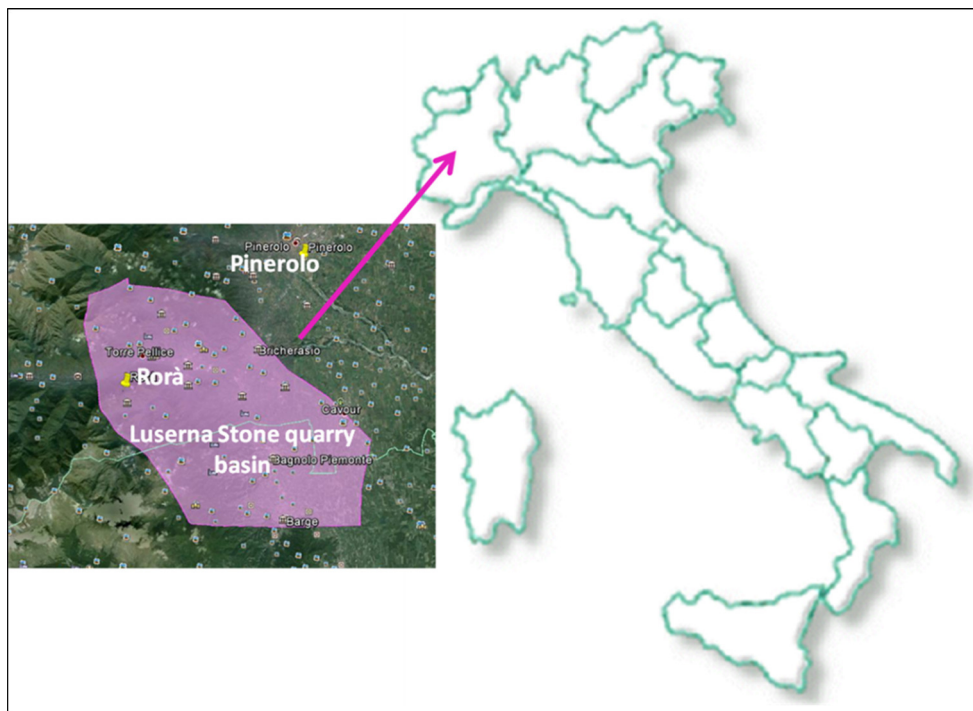 Pinerolo Pinerolo
Pinerolo
Bricherasio
Torre Pellice
Rorà
Cavour
Luserna Stone quarry
basin
Bagnolo Piemonte
Barge